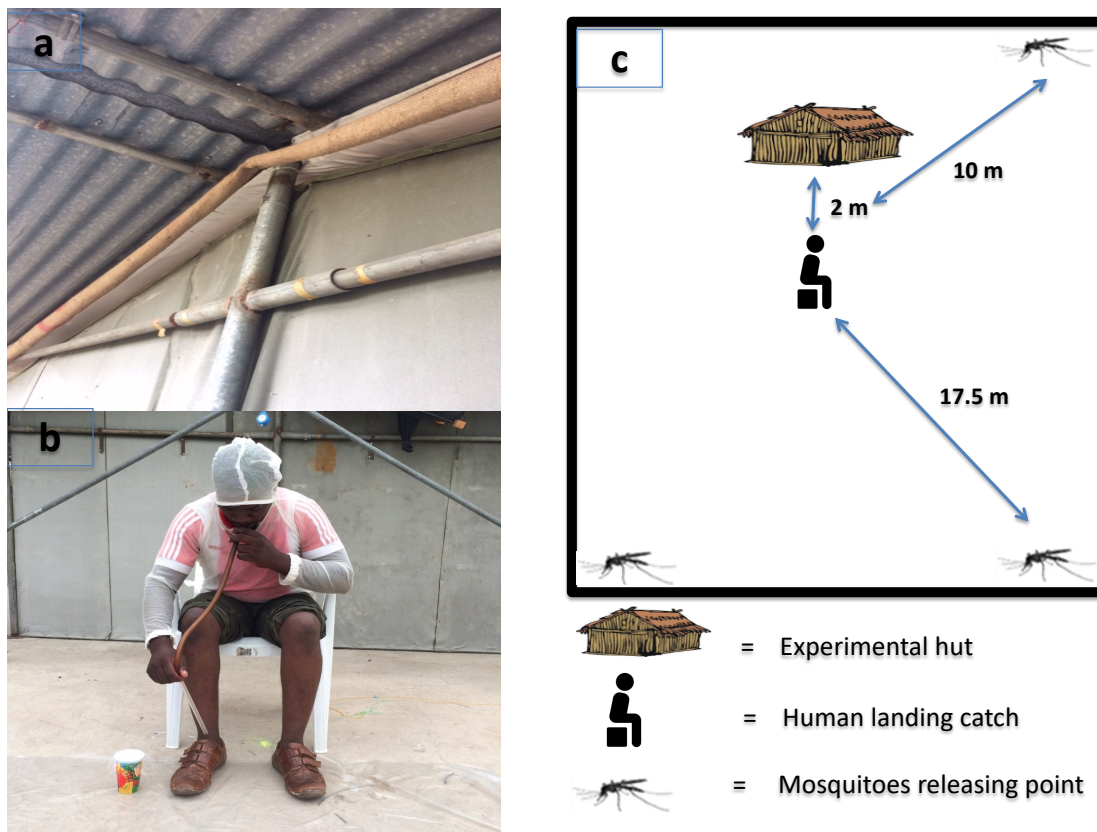 a
b
c
10 m
2 m
17.5 m
= Experimental hut
= Human landing catch
= Mosquitoes releasing point